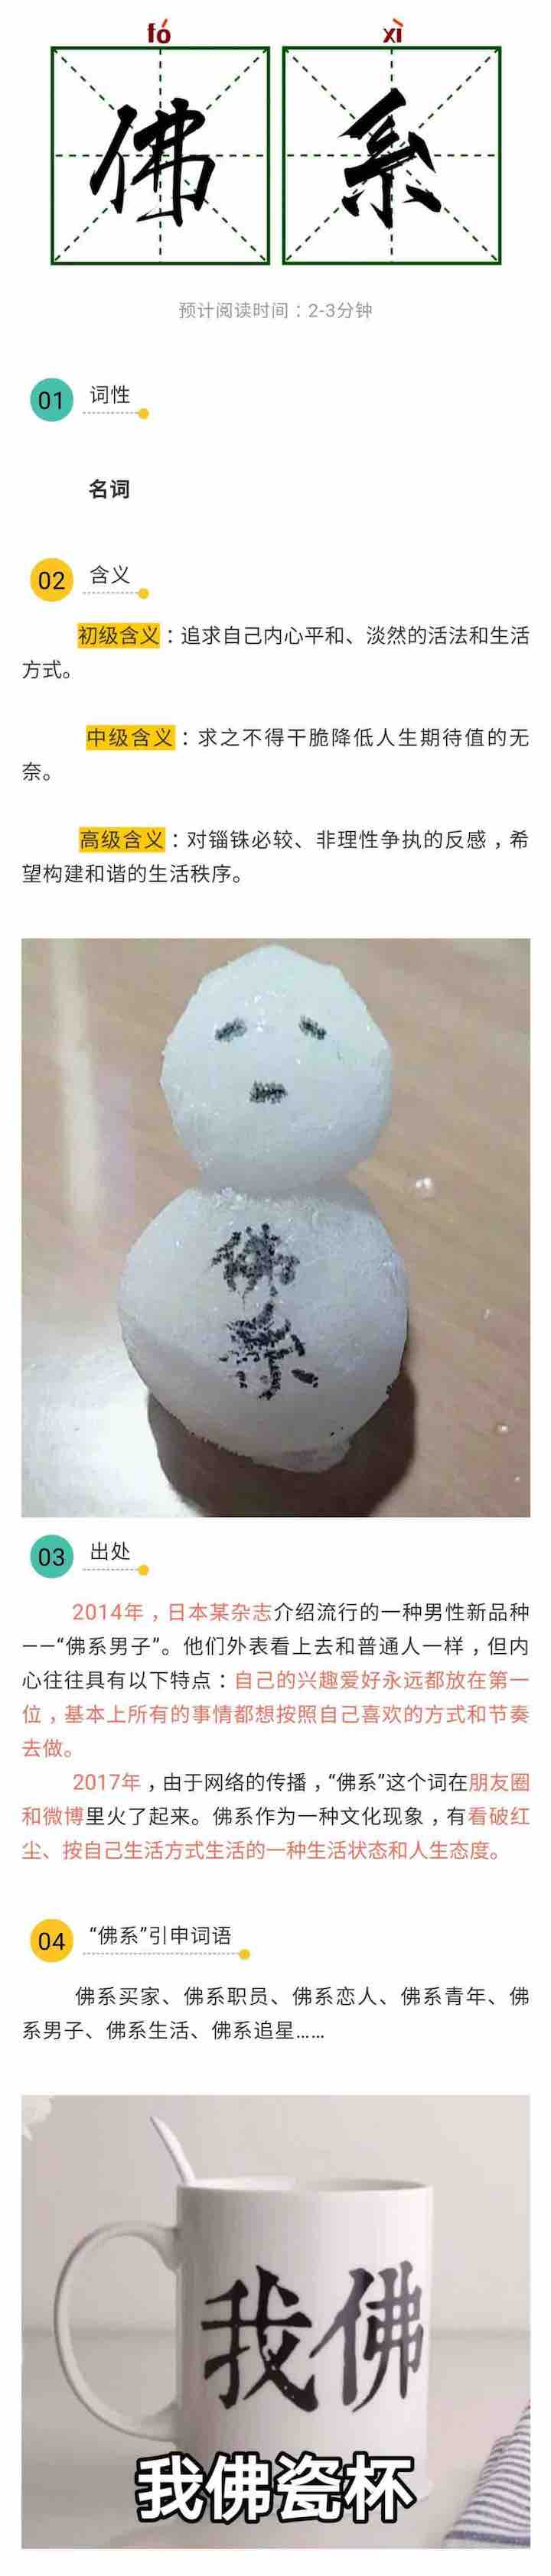 fó xì
佛 系
预计阅读时间：2-3分钟
01 词性
名词
02 含义
初级含义：追求自己内心平和、淡然的活法和生活
方式。
中级含义：求之不得干脆降低人生期待值的无
奈。
高级含义：对锱铢必较、非理性争执的反感，希
望构建和谐的生活秩序。
佛
系
03 出处
2014年，日本某杂志介绍流行的一种男性新品种
——“佛系男子”。他们外表看上去和普通人一样，但内
心往往具有以下特点：自己的兴趣爱好永远都放在第一
位，基本上所有的事情都想按照自己喜欢的方式和节奏
去做。
2017年，由于网络的传播，“佛系”这个词在朋友圈
和微博里火了起来。佛系作为一种文化现象，有看破红
尘、按自己生活方式生活的一种生活状态和人生态度。
04 “佛系”引申词语
佛系买家、佛系职员、佛系恋人、佛系青年、佛
系男子、佛系生活、佛系追星……
我佛
我佛瓷杯